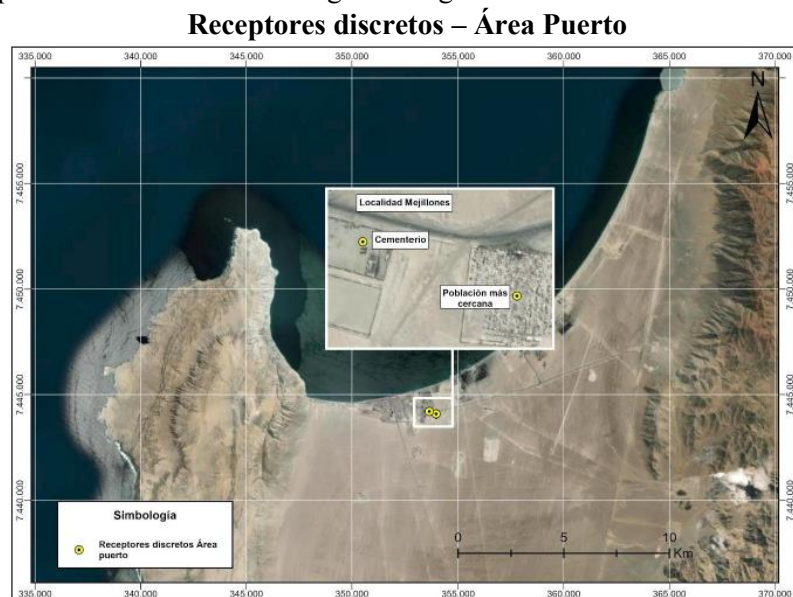 Receptores discretos – Área Puerto
335.000 340.000 345.000 350.000 355.000 360.000 365.000 370.000
N
7.455.000
7.455.000
Localidad Mejillones
Cementerio
Población más
cercana
7.450.000
7.450.000
7.445.000
7.445.000
7.440.000
7.440.000
Simbología
Receptores discretos Área
puerto
0 5 10
Km
335.000 340.000 345.000 350.000 355.000 360.000 365.000 370.000